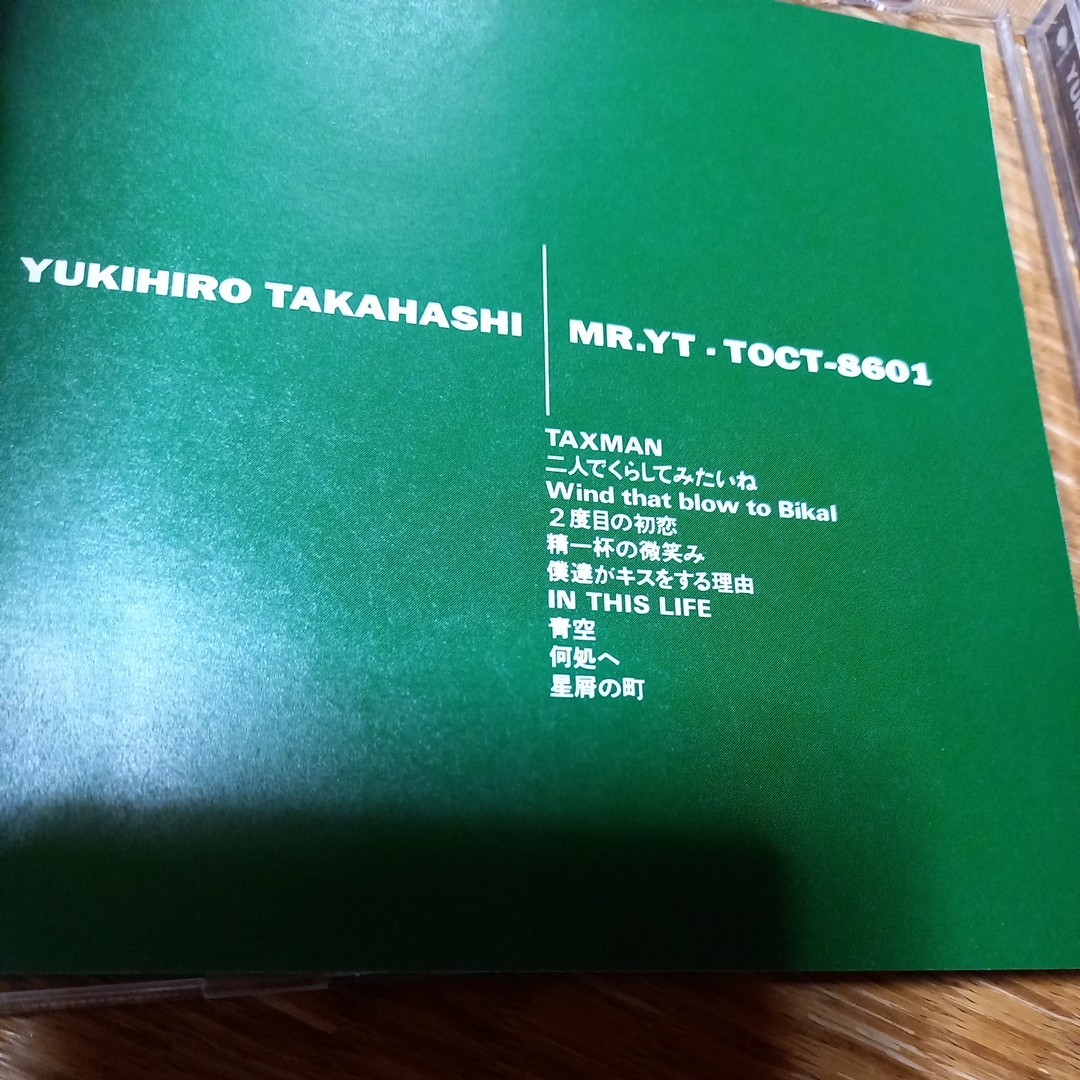 YUKIHIRO TAKAHASHI
MR.YT・TOCT-8601
TAXMAN
二人でくらしてみたいね
Wind that blow to Bikal
２度目の初恋
精一杯の微笑み
僕達がキスをする理由
IN THIS LIFE
青空
何処へ
星屑の町